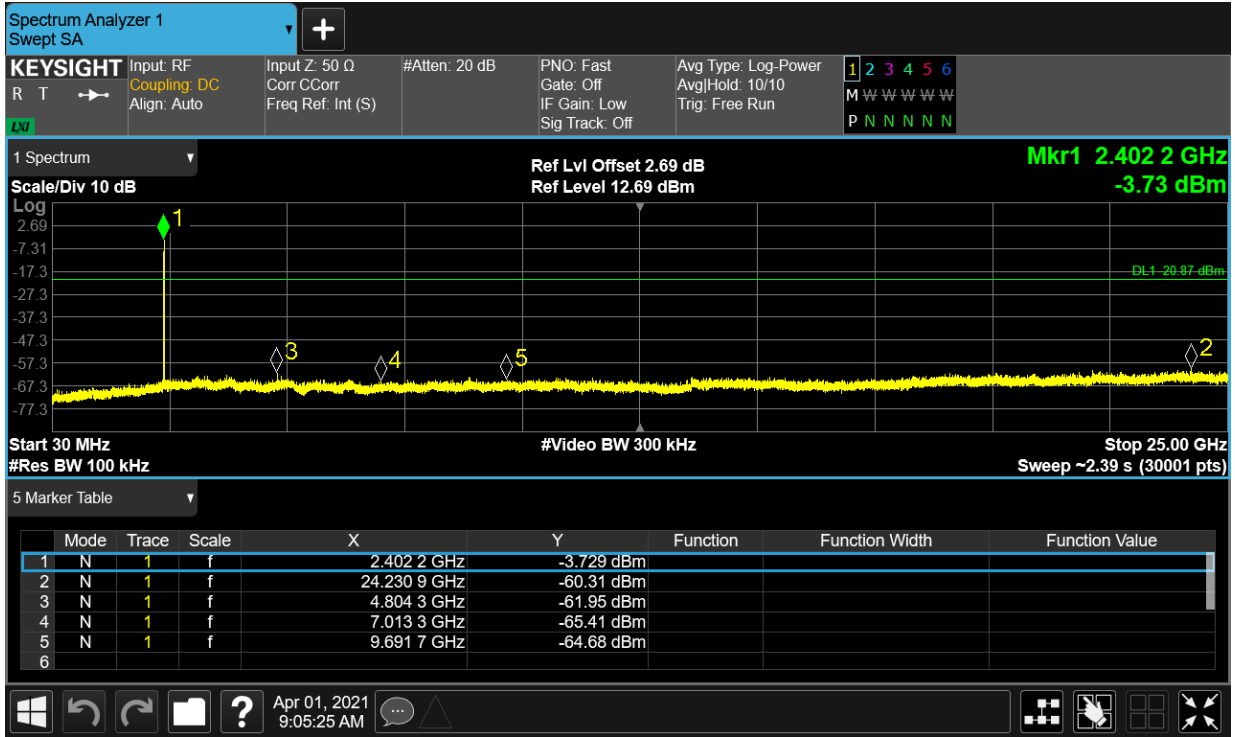 Spectrum Analyzer 1
Swept SA
+
KEYSIGHT Input: RF Input Z: 50 Ω #Atten: 20 dB PNO: Fast Avg Type: Log-Power 1 2 3 4 5 6
R T Coupling: DC Corr CCorr Gate: Off Avg|Hold: 10/10 M W W W W W
Align: Auto Freq Ref: Int (S) IF Gain: Low Trig: Free Run
LXI Sig Track: Off P N N N N N
1 Spectrum Ref Lvl Offset 2.69 dB Mkr1 2.402 2 GHz
Scale/Div 10 dB Ref Level 12.69 dBm -3.73 dBm
Log
2.69
-7.31
-17.3
-27.3
-37.3
-47.3
-57.3
-67.3
-77.3
1
DL1 -20.87 dBm
3
4
5
2
Start 30 MHz #Video BW 300 kHz Stop 25.00 GHz
#Res BW 100 kHz Sweep ~2.39 s (30001 pts)
5 Marker Table
Mode Trace Scale X Y Function Function Width Function Value
1 N 1 f 2.402 2 GHz -3.729 dBm
2 N 1 f 24.230 9 GHz -60.31 dBm
3 N 1 f 4.804 3 GHz -61.95 dBm
4 N 1 f 7.013 3 GHz -65.41 dBm
5 N 1 f 9.691 7 GHz -64.68 dBm
6
? Apr 01, 2021
9:05:25 AM